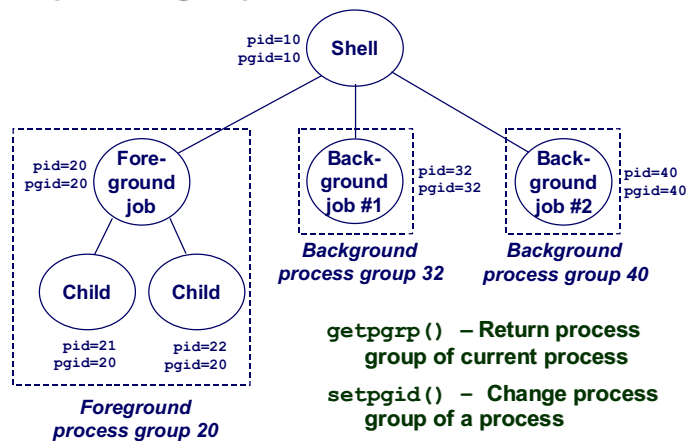 pid=10
pgid=10
Shell
pid=20
pgid=20
Fore-
ground
job
Back-
ground
job #1
pid=32
pgid=32
Back-
ground
job #2
pid=40
pgid=40
Background
process group 32
Background
process group 40
Child
Child
pid=21
pgid=20
pid=22
pgid=20
Foreground
process group 20
getpgrp() – Return process
group of current process
setpgid() – Change process
group of a process